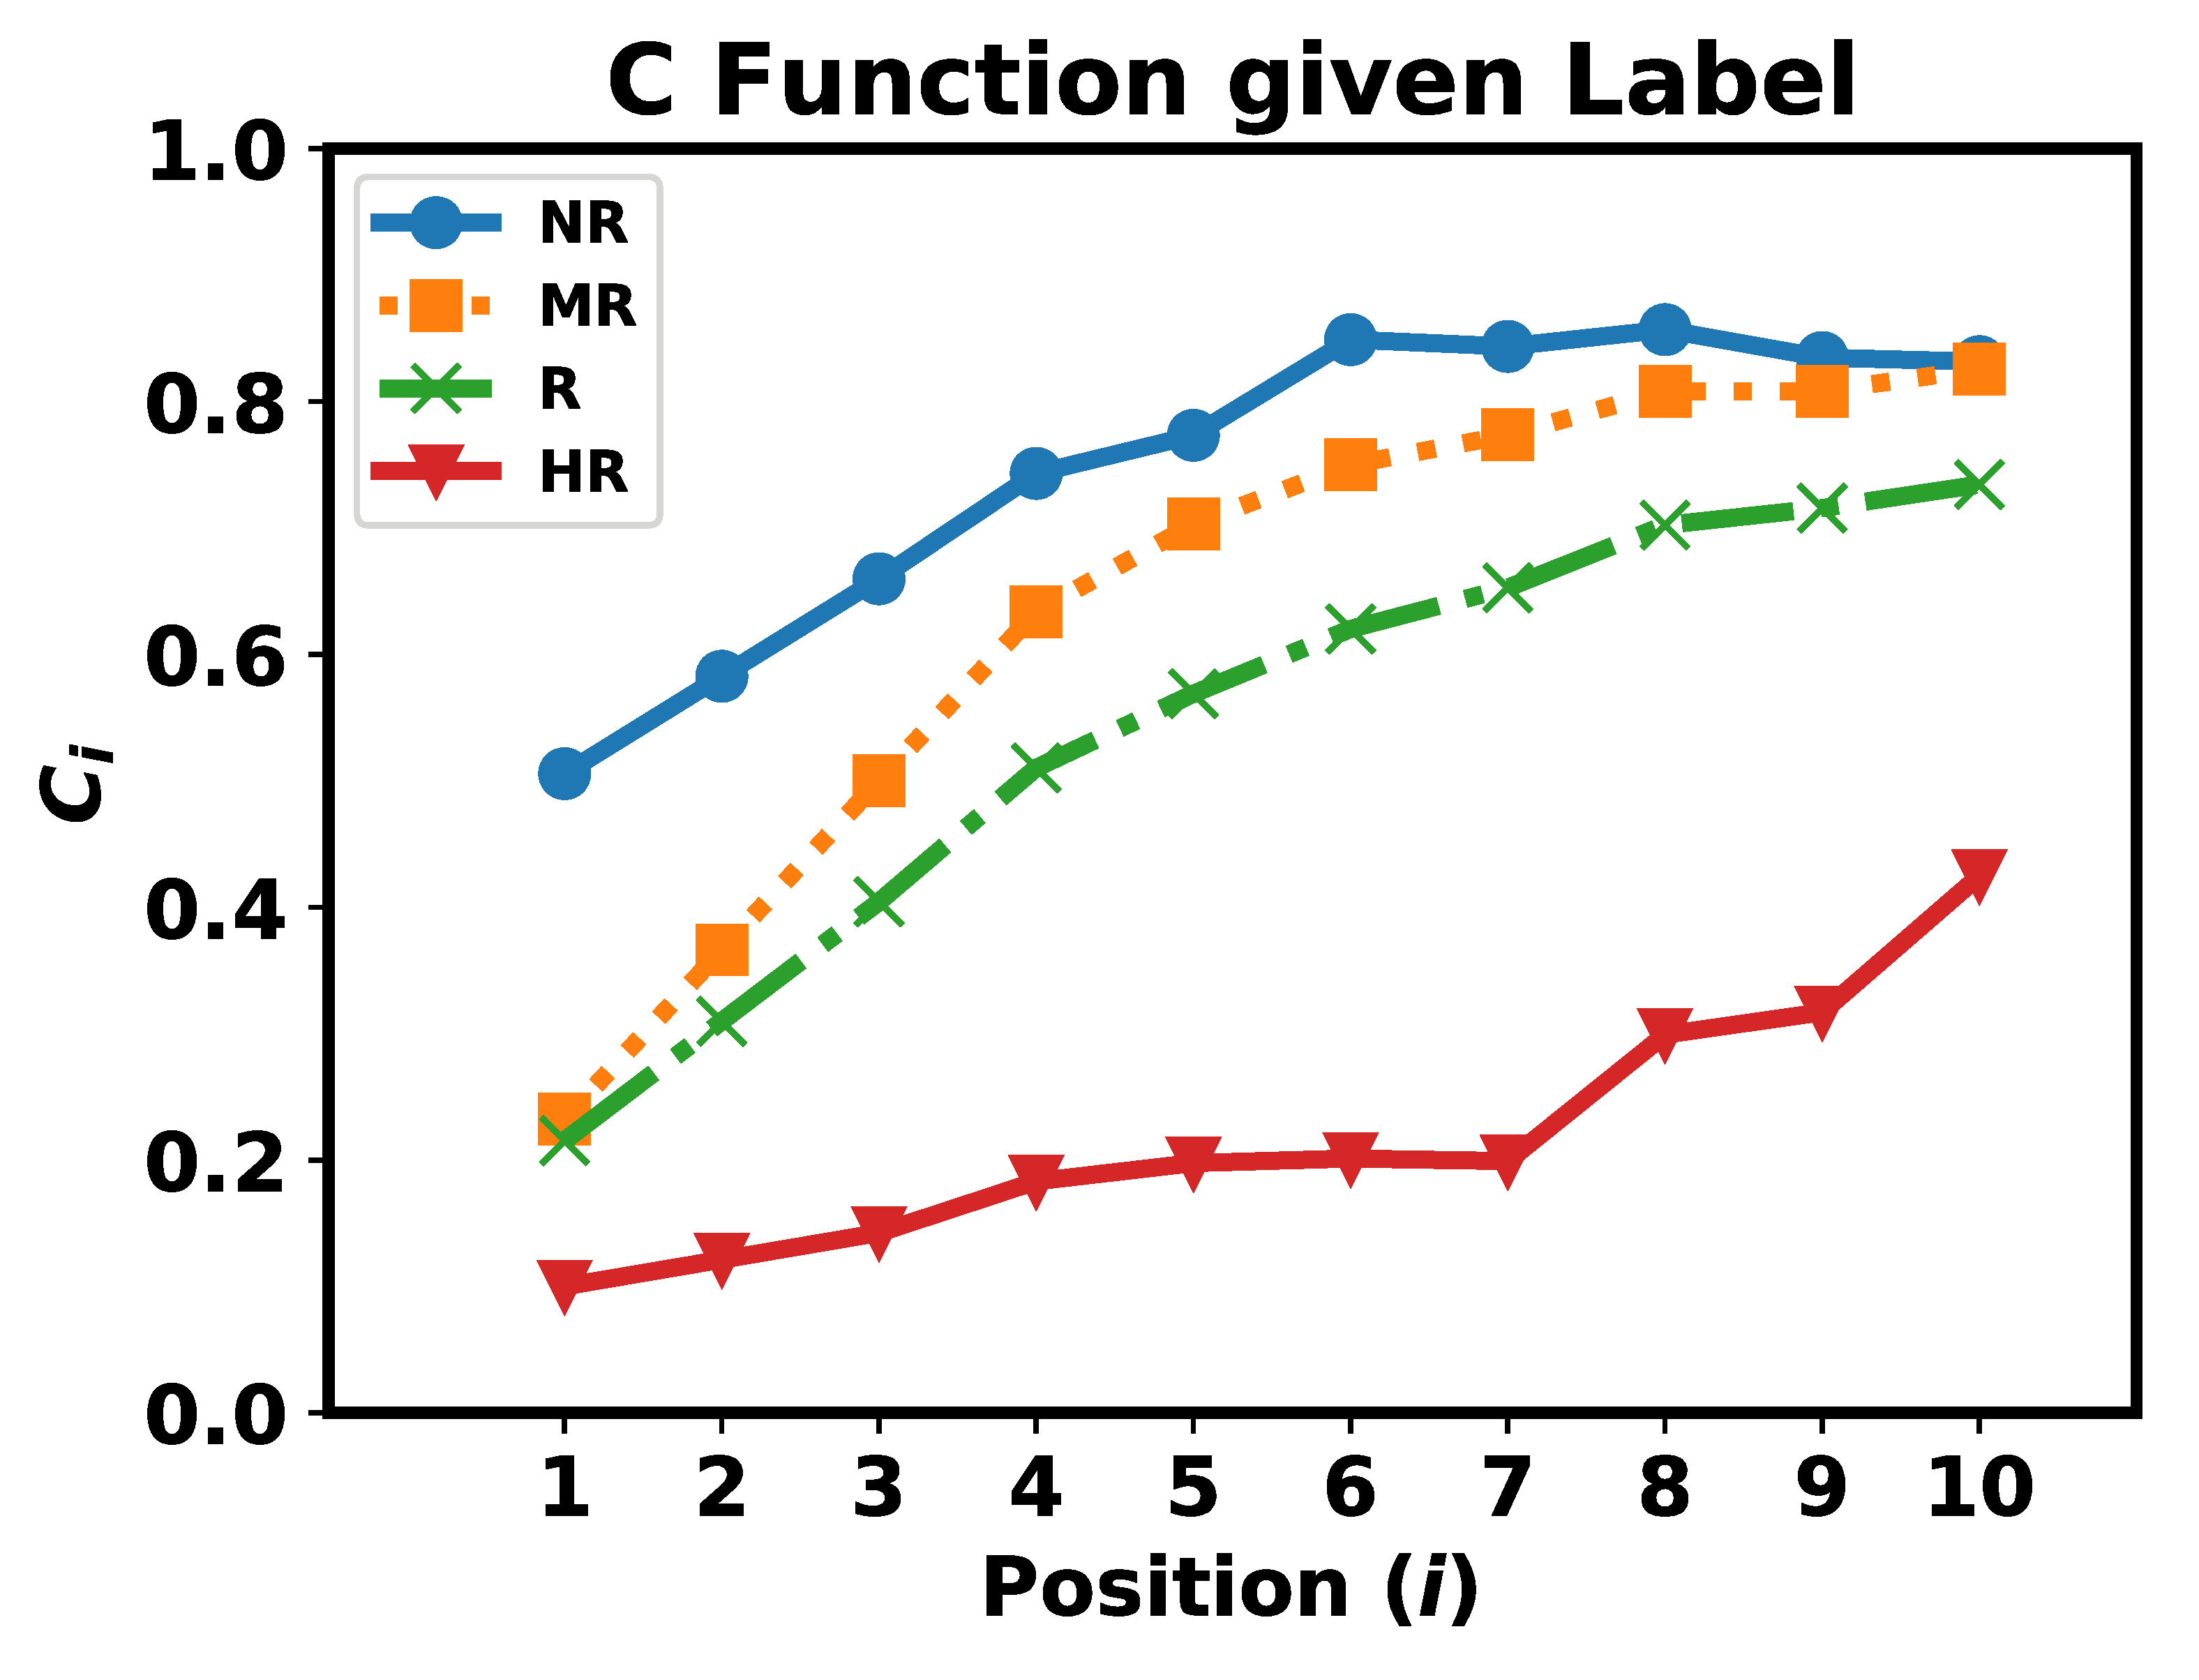 C Function given Label
1.0
0.8
0.6
0.4
0.2
0.0
NR
MR
R
HR
C_i
1 2 3 4 5 6 7 8 9 10
Position (i)